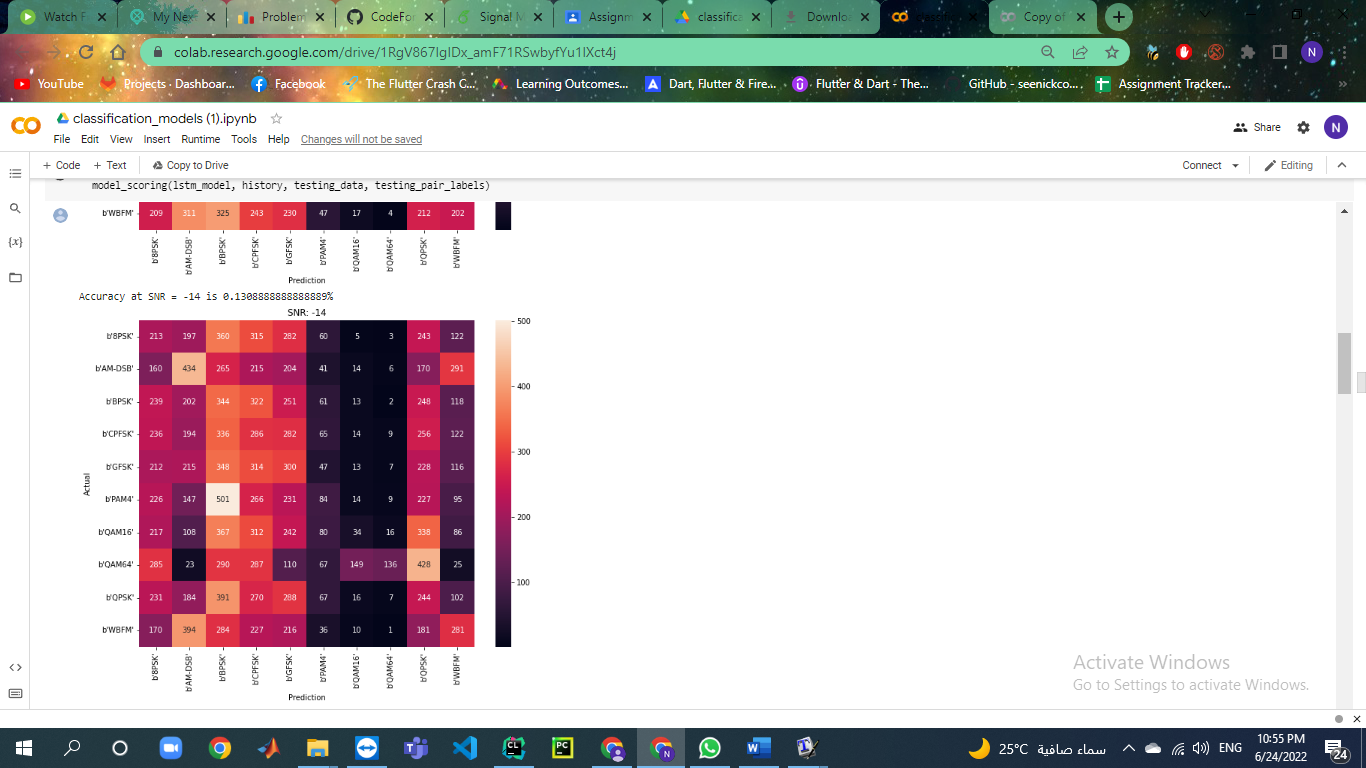 Watch F
My Nex
Problem
CodeFor
Signal M
Assignm
classifica
Downloa
Copy of
colab.research.google.com/drive/1RgV867IgIDx_amF71RSwbyfYu1IXct4j
N
YouTube
Projects · Dashboar...
Facebook
The Flutter Crash C...
Learning Outcomes...
Dart, Flutter & Fire...
Flutter & Dart - The...
GitHub - seenickco...
Assignment Tracker...
»
classification_models (1).ipynb
File Edit View Insert Runtime Tools Help Changes will not be saved
Share
N
+ Code + Text Copy to Drive
Connect
Editing
model_scoring(lstm_model, history, testing_data, testing_pair_labels)
b'WBFM' 209 311 325 243 230 47 17 4 212 202
b'8PSK' b'AM-DSB' b'BPSK' b'CPFSK' b'GFSK' b'PAM4' b'QAM16' b'QAM64' b'QPSK' b'WBFM'
Prediction
Accuracy at SNR = -14 is 0.1308888888888889%
SNR: -14
b'8PSK' 213 197 360 315 282 60 5 3 243 122
b'AM-DSB' 160 434 265 215 204 41 14 6 170 291
b'BPSK' 239 202 344 322 251 61 13 2 248 118
b'CPFSK' 236 194 336 286 282 65 14 9 256 122
b'GFSK' 212 215 348 314 300 47 13 7 228 116
b'PAM4' 226 147 501 266 231 84 14 9 227 95
b'QAM16' 217 108 367 312 242 80 34 16 338 86
b'QAM64' 285 23 290 287 110 67 149 136 428 25
b'QPSK' 231 184 391 270 288 67 16 7 244 102
b'WBFM' 170 394 284 227 216 36 10 1 181 281
Actual
500
400
300
200
100
b'8PSK' b'AM-DSB' b'BPSK' b'CPFSK' b'GFSK' b'PAM4' b'QAM16' b'QAM64' b'QPSK' b'WBFM'
Prediction
Activate Windows
Go to Settings to activate Windows.
25°C سماء صافية
ENG
10:55 PM
6/24/2022
24